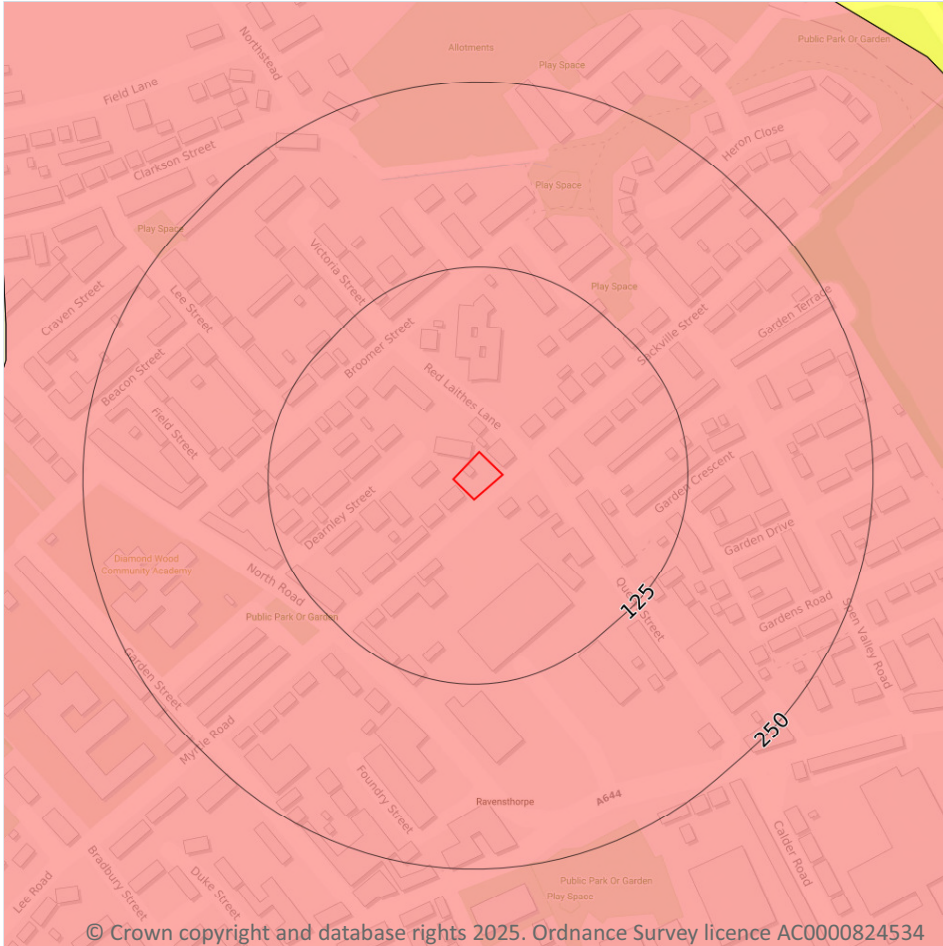 Northstead
Allotments
Public Park Or Garden
Play Space
Field Lane
Clarkson Street
Heron Close
Play Space
Play Space
Victoria Street
Play Space
Craven Street
Lee Street
Garden Terrace
Broomer Street
Sackville Street
Beacon Street
Red Laithes Lane
Field Street
Garden Crescent
Dearnley Street
Garden Drive
Diamond Wood
Community Academy
North Road
125
Queen Street
Public Park Or Garden
Gardens Road
Spen Valley Road
Garden Street
Myrtle Road
250
Foundry Street
Ravensthorpe
A644
Calder Road
Lee Road
Bradbury Street
Duke Street
Public Park Or Garden
Play Space
© Crown copyright and database rights 2025. Ordnance Survey licence AC0000824534